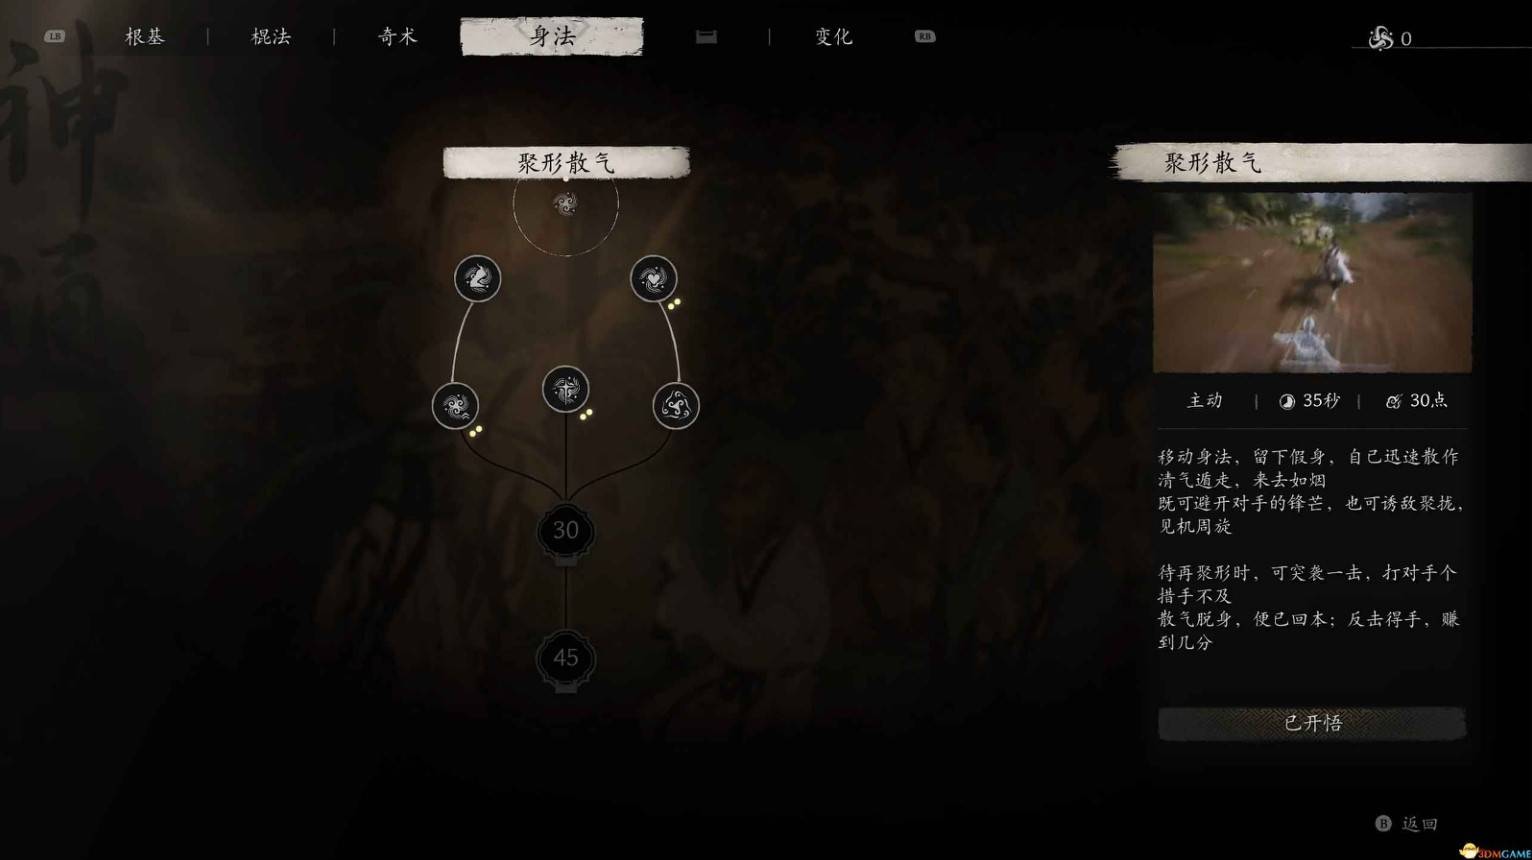 LB 根基 棍法 奇术 身法 变化 RB 0
神
聚形散气
聚形散气
主动 35秒 30点
移动身法，留下假身，自己迅速散作
清气遁走，来去如烟
既可避开对手的锋芒，也可诱敌聚拢，
见机周旋
待再聚形时，可突袭一击，打对手个
措手不及
散气脱身，便已回本；反击得手，赚
到几分
30
45
已开悟
B 返回
3DMGAME